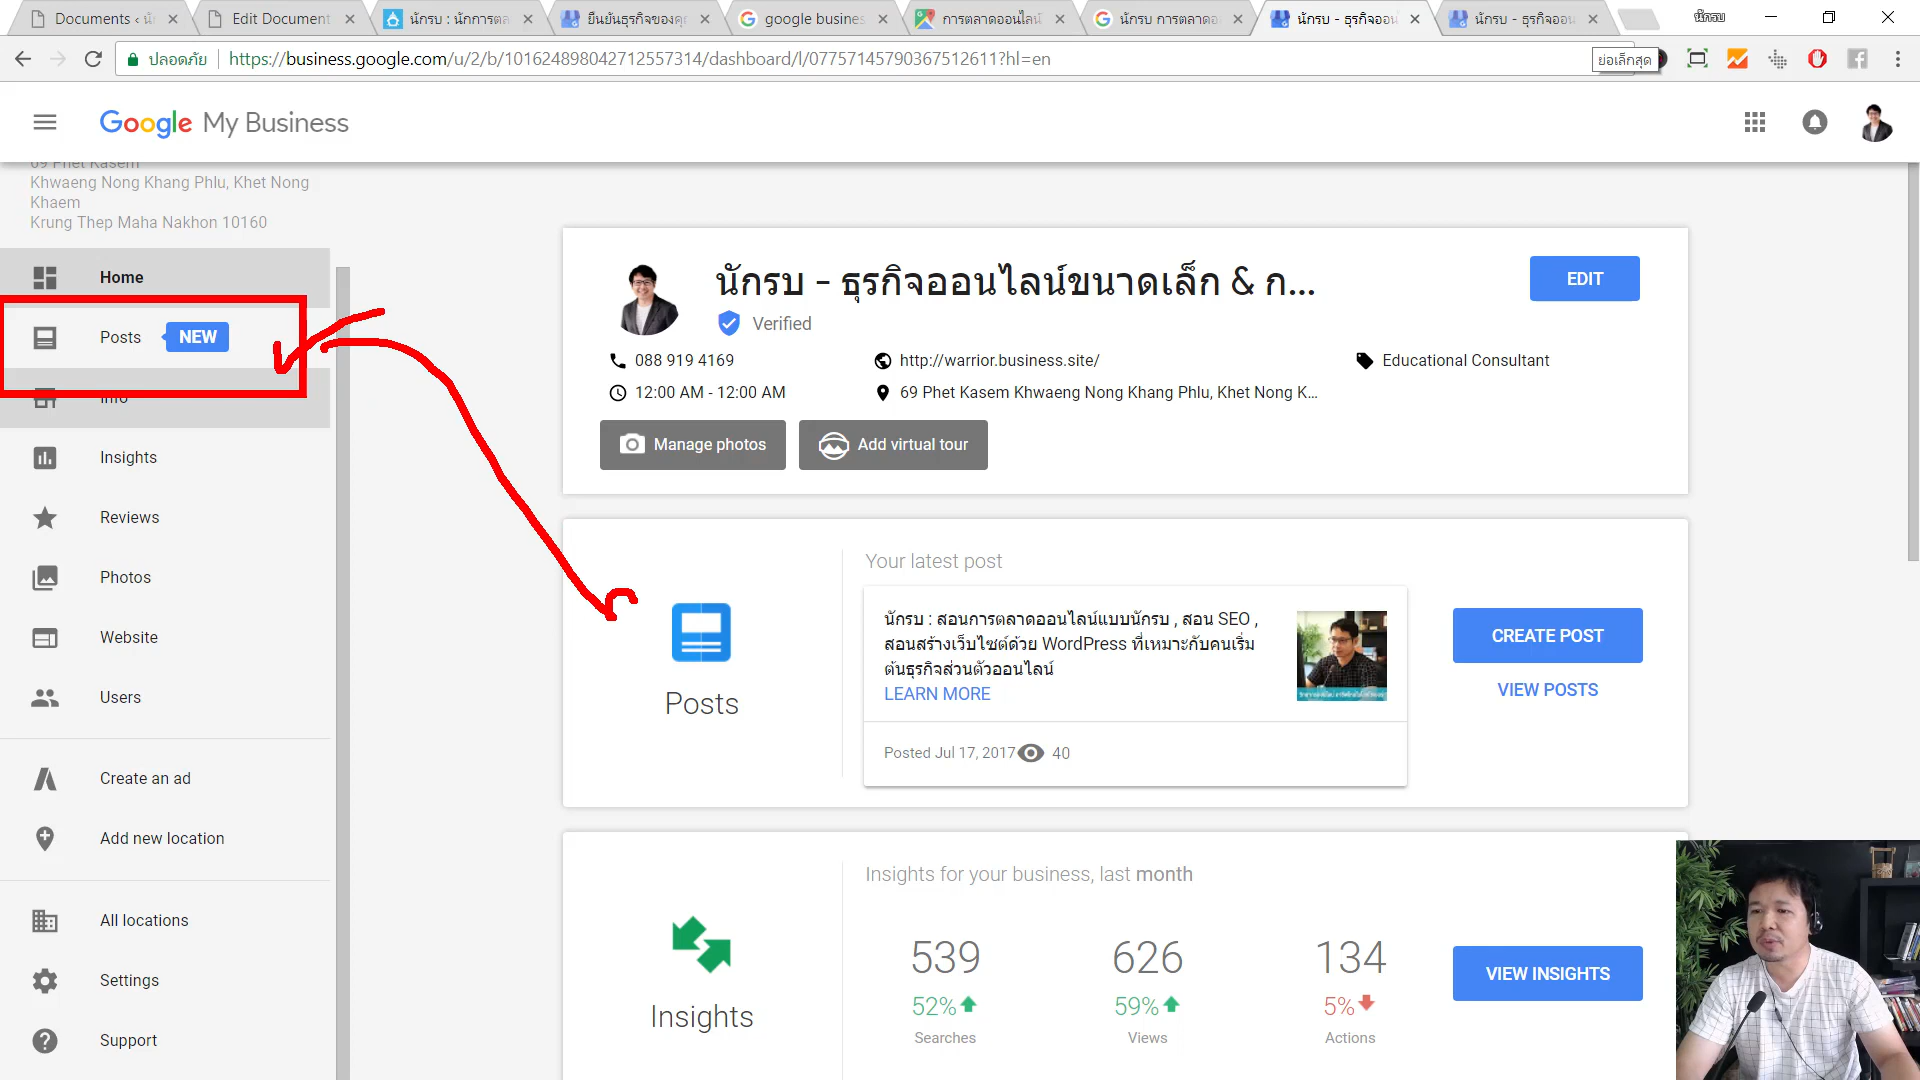 Documents ‹ นั
Edit Document
นักรบ : นักการตล
ยืนยันธุรกิจของคุณ
google busines
การตลาดออนไลน์
นักรบ การตลาดอ
นักรบ - ธุรกิจออน
นักรบ - ธุรกิจออน
นักรบ
ปลอดภัย
https://business.google.com/u/2/b/101624898042712557314/dashboard/l/07757145790367512611?hl=en
ย่อเล็กสุด
Google My Business
69 Phet Kasem
Khwaeng Nong Khang Phlu, Khet Nong
Khaem
Krung Thep Maha Nakhon 10160
Home
Posts NEW
Info
Insights
Reviews
Photos
Website
Users
Create an ad
Add new location
All locations
Settings
Support
นักรบ - ธุรกิจออนไลน์ขนาดเล็ก & ก...
EDIT
Verified
088 919 4169
http://warrior.business.site/
Educational Consultant
12:00 AM - 12:00 AM
69 Phet Kasem Khwaeng Nong Khang Phlu, Khet Nong K...
Manage photos
Add virtual tour
Posts
Your latest post
นักรบ : สอนการตลาดออนไลน์แบบนักรบ , สอน SEO ,
สอนสร้างเว็บไซต์ด้วย WordPress ที่เหมาะกับคนเริ่ม
ต้นธุรกิจส่วนตัวออนไลน์
LEARN MORE
Posted Jul 17, 2017 40
CREATE POST
VIEW POSTS
Insights
Insights for your business, last month
539 626 134
52% 59% 5%
Searches Views Actions
VIEW INSIGHTS